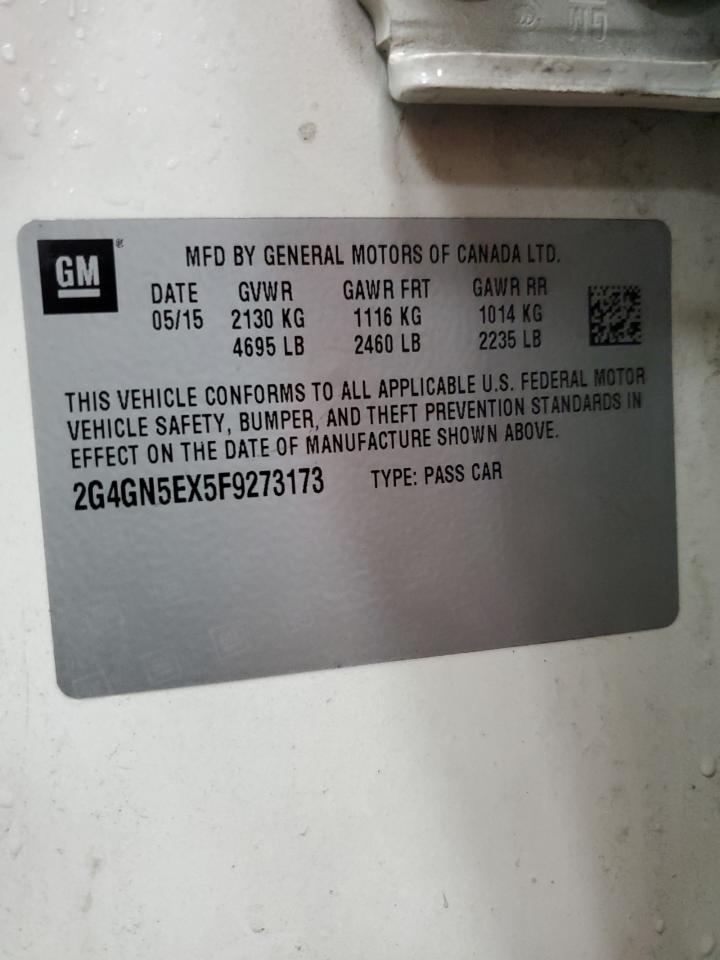 GM
GM®
MFD BY GENERAL MOTORS OF CANADA LTD.
DATE GVWR GAWR FRT GAWR RR
05/15 2130 KG 1116 KG 1014 KG
4695 LB 2460 LB 2235 LB
THIS VEHICLE CONFORMS TO ALL APPLICABLE U.S. FEDERAL MOTOR
VEHICLE SAFETY, BUMPER, AND THEFT PREVENTION STANDARDS IN
EFFECT ON THE DATE OF MANUFACTURE SHOWN ABOVE.
2G4GN5EX5F9273173 TYPE: PASS CAR